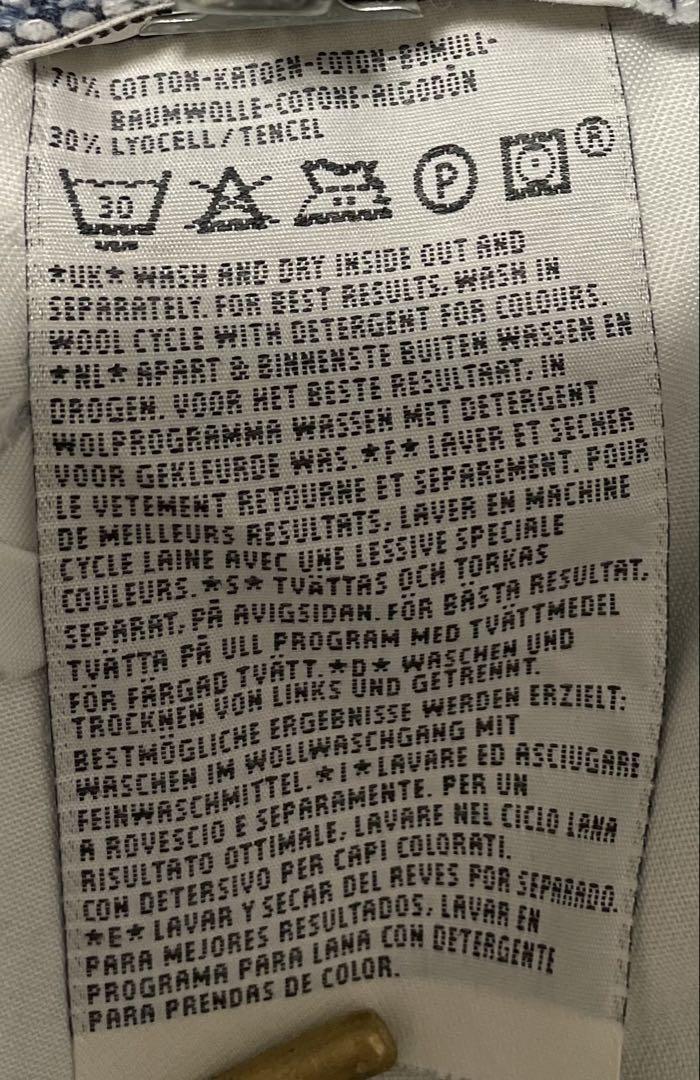 70% COTTON-KATOEN-COTON-BOMULL-
BAUMWOLLE-COTONE-ALGODÓN
30% LYOCELL/TENCEL
30 P ®
*UK* WASH AND DRY INSIDE OUT AND
SEPARATELY. FOR BEST RESULTS, WASH IN
WOOL CYCLE WITH DETERGENT FOR COLOURS.
*NL* APART & BINNENSTE BUITEN WASSEN EN
DROGEN. VOOR HET BESTE RESULTAAT, IN
WOLPROGRAMMA WASSEN MET DETERGENT
VOOR GEKLEURDE WAS. *F* LAVER ET SECHER
LE VETEMENT RETOURNE ET SEPAREMENT. POUR
DE MEILLEURS RESULTATS, LAVER EN MACHINE
CYCLE LAINE AVEC UNE LESSIVE SPECIALE
COULEURS. *S* TVÄTTAS OCH TORKAS
SEPARAT, PÅ AVIGSIDAN. FÖR BÄSTA RESULTAT,
TVÄTTA PÅ ULL PROGRAM MED TVÄTTMEDEL
FÖR FÄRGAD TVÄTT. *D* WASCHEN UND
TROCKNEN VON LINKS UND GETRENNT.
BESTMÖGLICHE ERGEBNISSE WERDEN ERZIELT:
WASCHEN IM WOLLWASCHGANG MIT
FEINWASCHMITTEL. *I* LAVARE ED ASCIUGARE
A ROVESCIO E SEPARAMENTE. PER UN
RISULTATO OTTIMALE, LAVARE NEL CICLO LANA
CON DETERSIVO PER CAPI COLORATI.
*E* LAVAR Y SECAR DEL REVES POR SEPARADO.
PARA MEJORES RESULTADOS, LAVAR EN
PROGRAMA PARA LANA CON DETERGENTE
PARA PRENDAS DE COLOR.